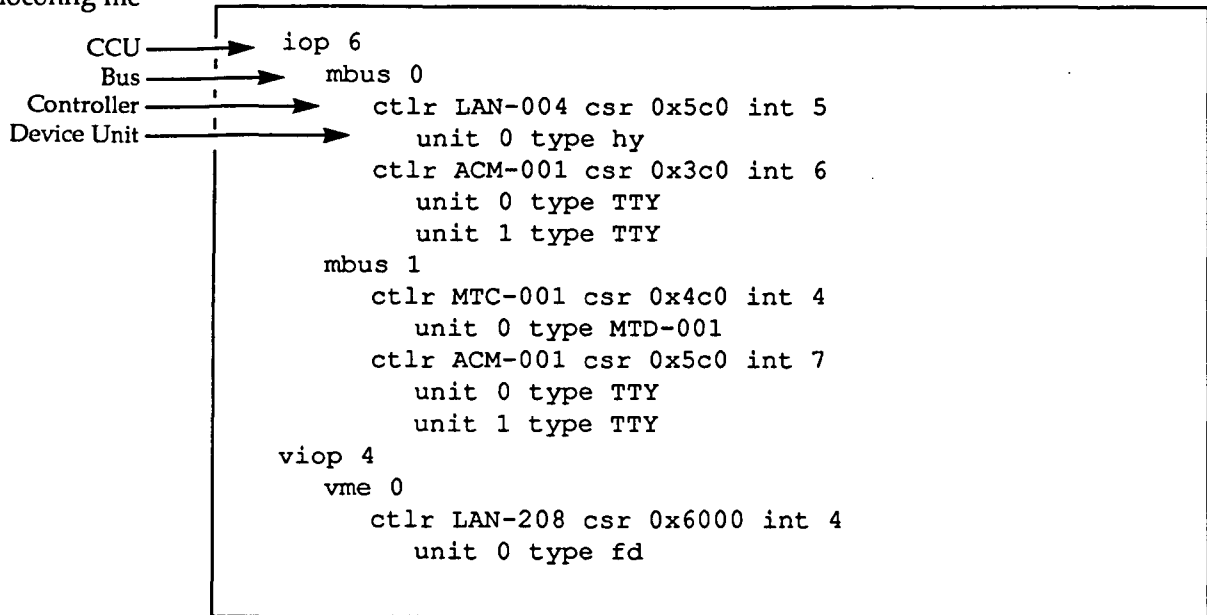 CCU iop 6
Bus mbus 0
Controller ctlr LAN-004 csr 0x5c0 int 5
Device Unit unit 0 type hy
ctlr ACM-001 csr 0x3c0 int 6
unit 0 type TTY
unit 1 type TTY
mbus 1
ctlr MTC-001 csr 0x4c0 int 4
unit 0 type MTD-001
ctlr ACM-001 csr 0x5c0 int 7
unit 0 type TTY
unit 1 type TTY
viop 4
vme 0
ctlr LAN-208 csr 0x6000 int 4
unit 0 type fd